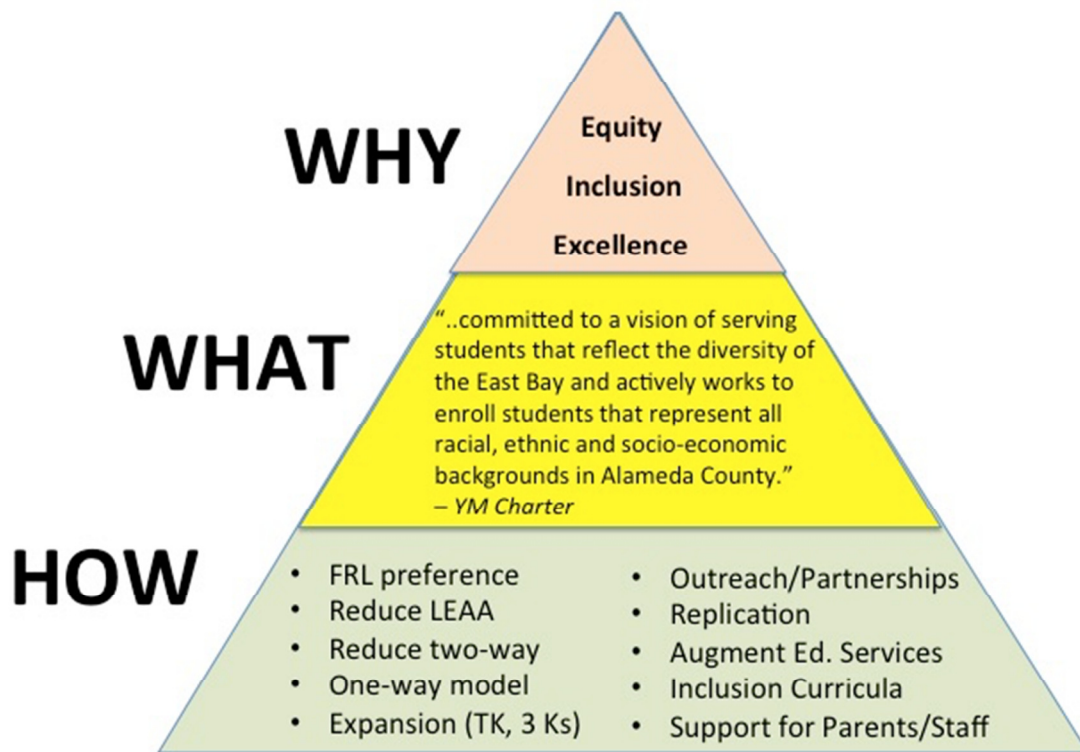 WHY
Equity
Inclusion
Excellence
WHAT
“..committed to a vision of serving
students that reflect the diversity of
the East Bay and actively works to
enroll students that represent all
racial, ethnic and socio-economic
backgrounds in Alameda County.”
– YM Charter
HOW
• FRL preference
• Reduce LEAA
• Reduce two-way
• One-way model
• Expansion (TK, 3 Ks)
• Outreach/Partnerships
• Replication
• Augment Ed. Services
• Inclusion Curricula
• Support for Parents/Staff